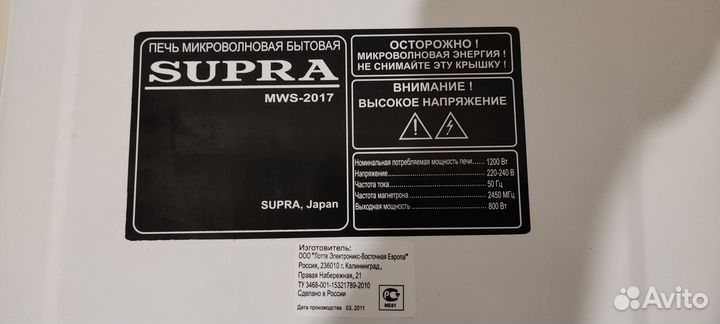 ПЕЧЬ МИКРОВОЛНОВАЯ БЫТОВАЯ
SUPRA
MWS-2017
SUPRA, Japan
ОСТОРОЖНО !
МИКРОВОЛНОВАЯ ЭНЕРГИЯ !
НЕ СНИМАЙТЕ ЭТУ КРЫШКУ !
ВНИМАНИЕ !
ВЫСОКОЕ НАПРЯЖЕНИЕ
Номинальная потребляемая мощность печи 1200 Вт
Напряжение 220-240 В
Частота тока 50 Гц
Частота магнетрона 2450 МГц
Выходная мощность 800 Вт
Изготовитель:
ООО "Лотте Электроникс-Восточная Европа"
Россия, 236010 г. Калининград,
Правая Набережная, 21
ТУ 3468-001-15321789-2010
Сделано в России
Дата производства 03, 2011
РС
МЕ61
Avito